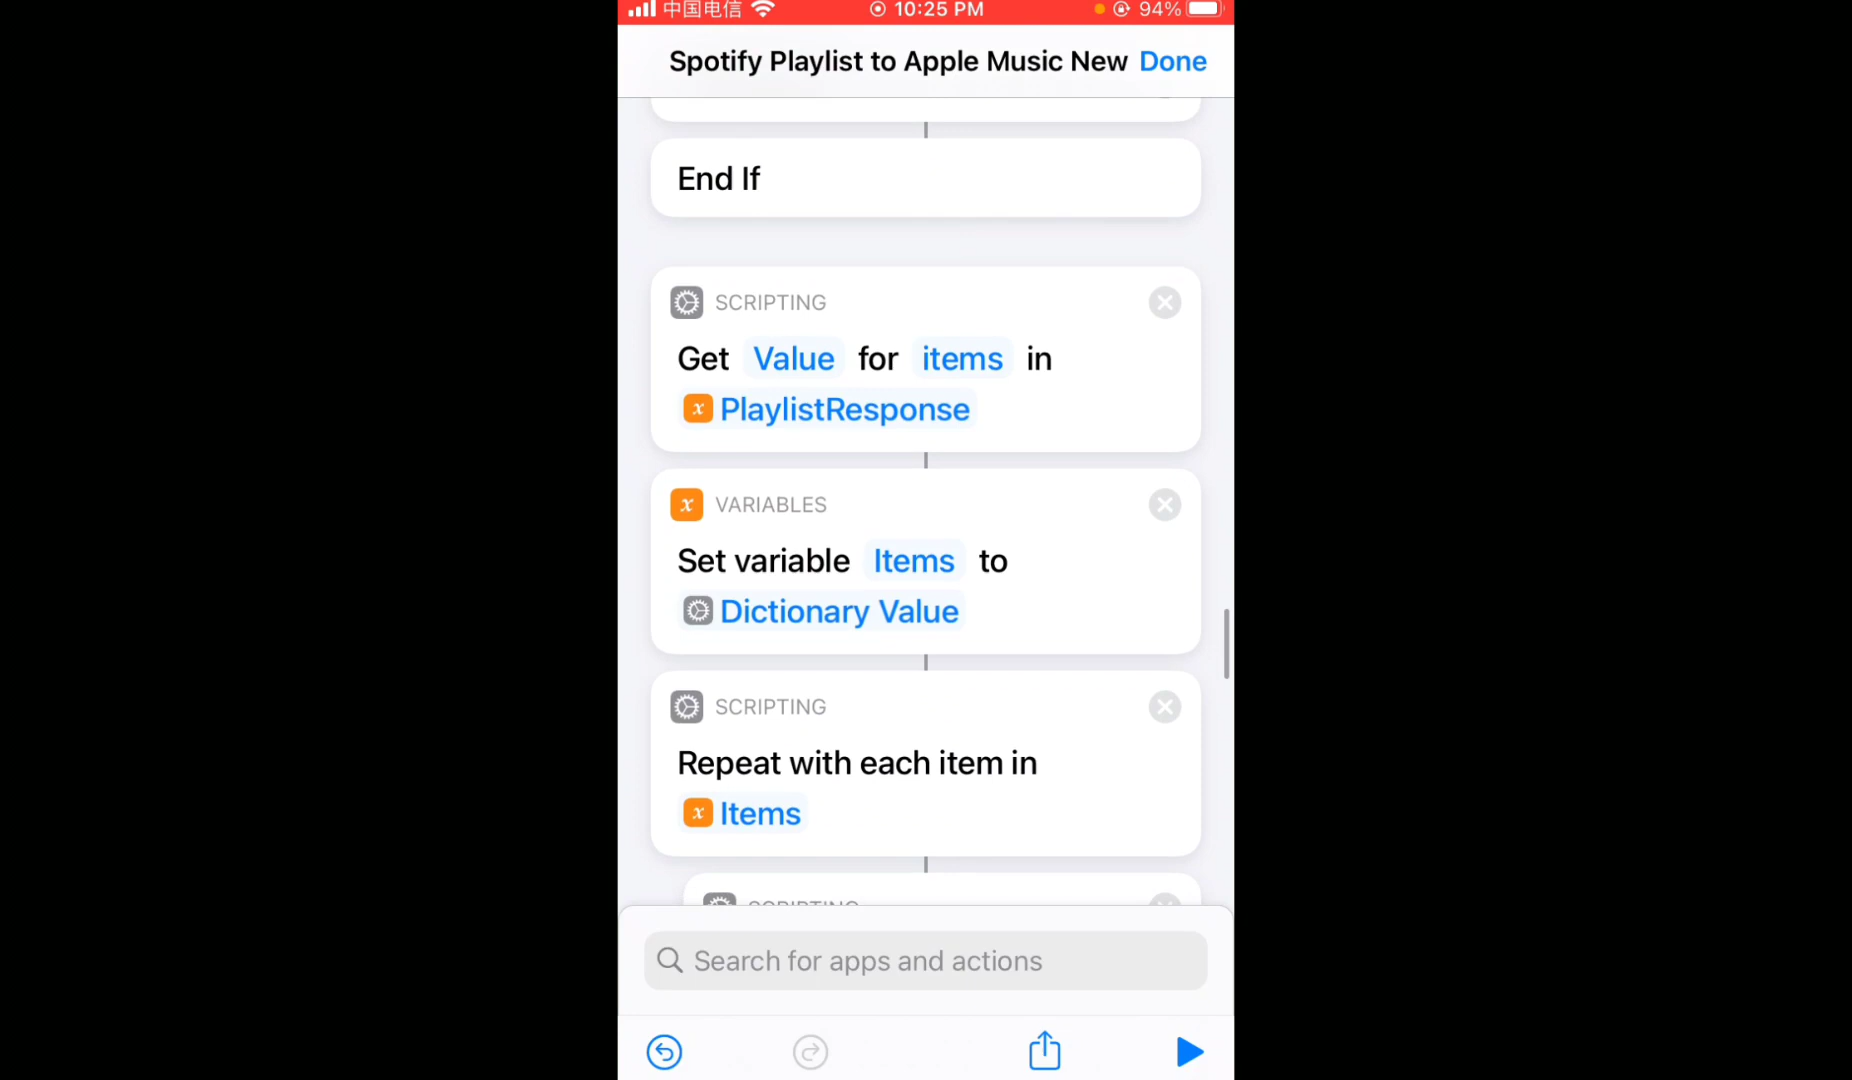 中国电信 10:25 PM 94%
Spotify Playlist to Apple Music New Done
End If
SCRIPTING
Get Value for items in
x PlaylistResponse
x VARIABLES
Set variable Items to
Dictionary Value
SCRIPTING
Repeat with each item in
x Items
SCRIPTING
Search for apps and actions